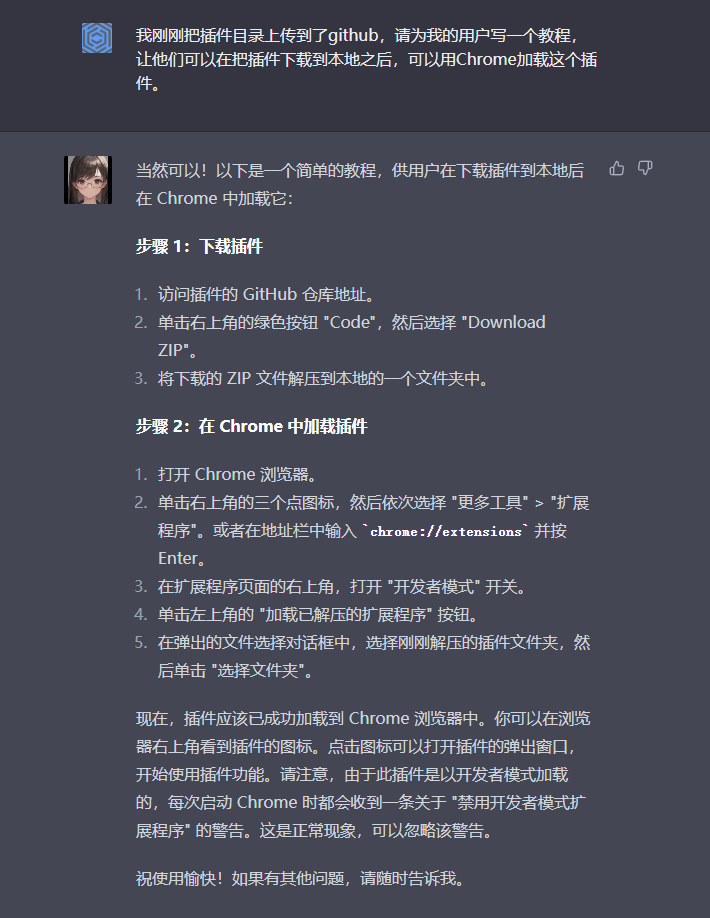 我刚刚把插件目录上传到了github，请为我的用户写一个教程，
让他们可以在把插件下载到本地之后，可以用Chrome加载这个插
件。
当然可以！以下是一个简单的教程，供用户在下载插件到本地后
在 Chrome 中加载它：
步骤 1：下载插件
1. 访问插件的 GitHub 仓库地址。
2. 单击右上角的绿色按钮 "Code"，然后选择 "Download
ZIP"。
3. 将下载的 ZIP 文件解压到本地的一个文件夹中。
步骤 2：在 Chrome 中加载插件
1. 打开 Chrome 浏览器。
2. 单击右上角的三个点图标，然后依次选择 "更多工具" > "扩展
程序"。或者在地址栏中输入 `chrome://extensions` 并按
Enter。
3. 在扩展程序页面的右上角，打开 "开发者模式" 开关。
4. 单击左上角的 "加载已解压的扩展程序" 按钮。
5. 在弹出的文件选择对话框中，选择刚刚解压的插件文件夹，然
后单击 "选择文件夹"。
现在，插件应该已成功加载到 Chrome 浏览器中。你可以在浏览
器右上角看到插件的图标。点击图标可以打开插件的弹出窗口，
开始使用插件功能。请注意，由于此插件是以开发者模式加载
的，每次启动 Chrome 时都会收到一条关于 "禁用开发者模式扩
展程序" 的警告。这是正常现象，可以忽略该警告。
祝使用愉快！如果有其他问题，请随时告诉我。